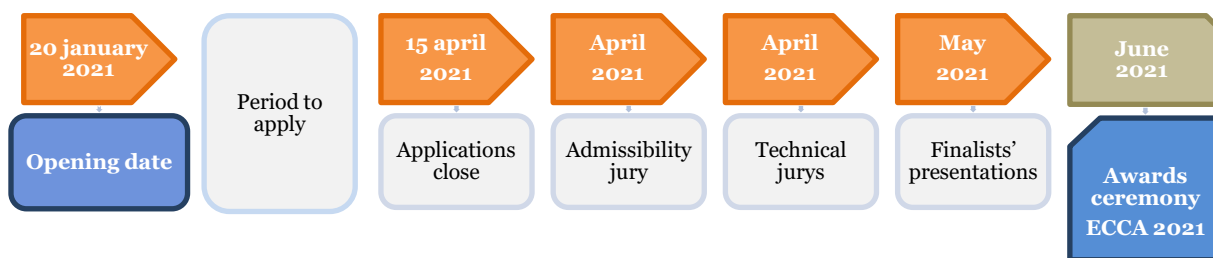 20 january
2021
Opening date
Period to
apply
15 april
2021
Applications
close
April
2021
Admissibility
jury
April
2021
Technical
jurys
May
2021
Finalists’
presentations
June
2021
Awards
ceremony
ECCA 2021